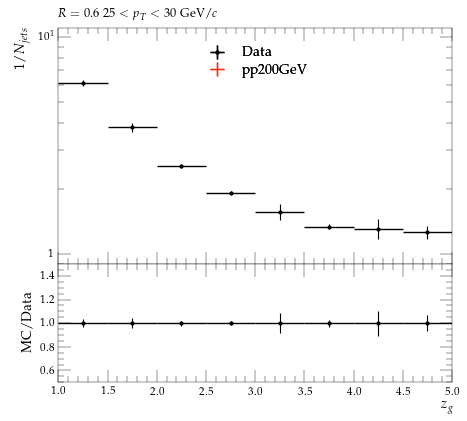 R = 0.6 25 < p_T < 30 GeV/c
1/N_jets
10^1
1
Data
pp200GeV
MC/Data
1.4
1.2
1.0
0.8
0.6
1.0 1.5 2.0 2.5 3.0 3.5 4.0 4.5 5.0
z_g